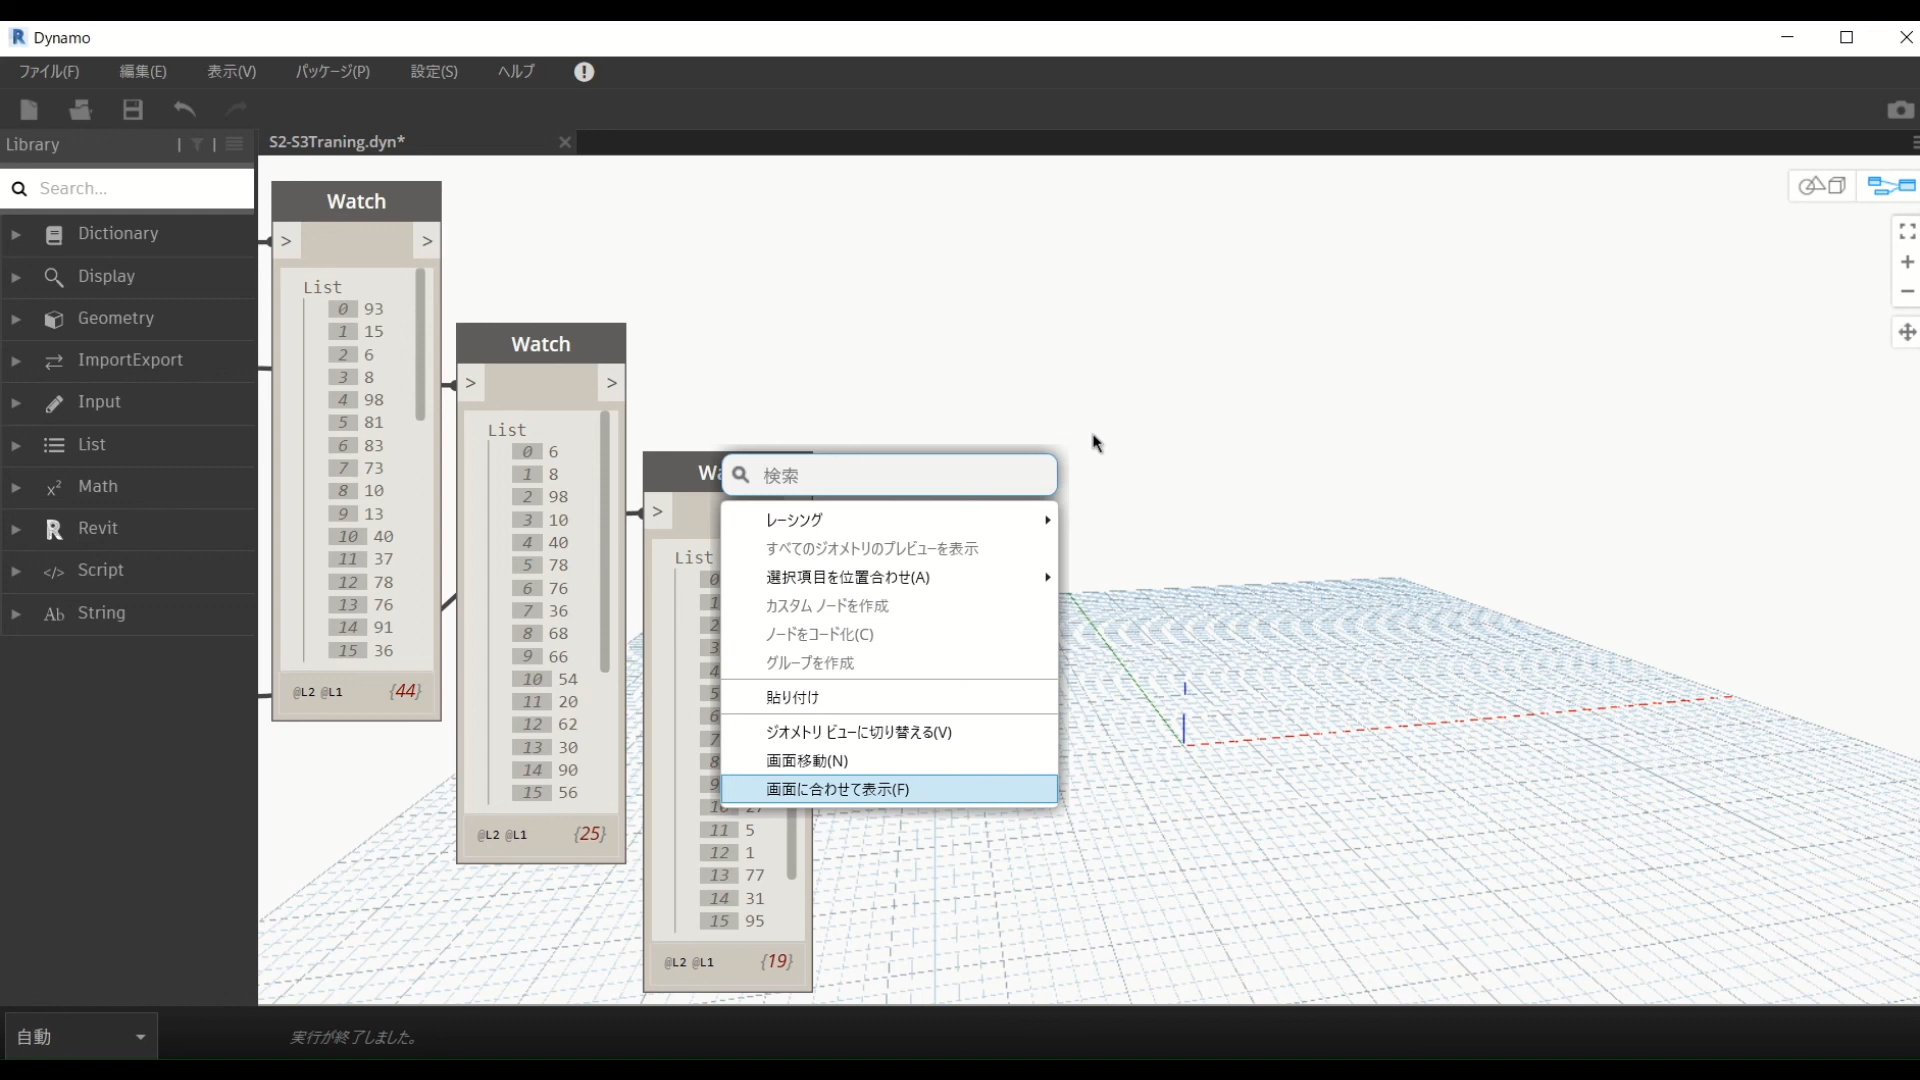 Dynamo
ファイル(F) 編集(E) 表示(V) パッケージ(P) 設定(S) ヘルプ
Library
S2-S3Traning.dyn*
Search...
Dictionary
Display
Geometry
ImportExport
Input
List
Math
Revit
Script
String
Watch
> >
List
0 93
1 15
2 6
3 8
4 98
5 81
6 83
7 73
8 10
9 13
10 40
11 37
12 78
13 76
14 91
15 36
@L2 @L1 {44}
Watch
> >
List
0 6
1 8
2 98
3 10
4 40
5 78
6 76
7 36
8 68
9 66
10 54
11 20
12 62
13 30
14 90
15 56
@L2 @L1 {25}
>
List
0
1
2
3
4
5
6
7
8
9
11 5
12 1
13 77
14 31
15 95
@L2 @L1 {19}
検索
レーシング
すべてのジオメトリのプレビューを表示
選択項目を位置合わせ(A)
カスタム ノードを作成
ノードをコード化(C)
グループを作成
貼り付け
ジオメトリ ビューに切り替える(V)
画面移動(N)
画面に合わせて表示(F)
自動
実行が終了しました。